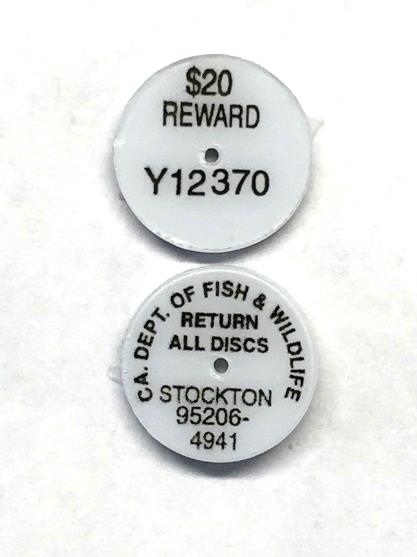 $20
REWARD
Y12370
CA. DEPT. OF FISH & WILDLIFE
RETURN
ALL DISCS
STOCKTON
95206-
4941